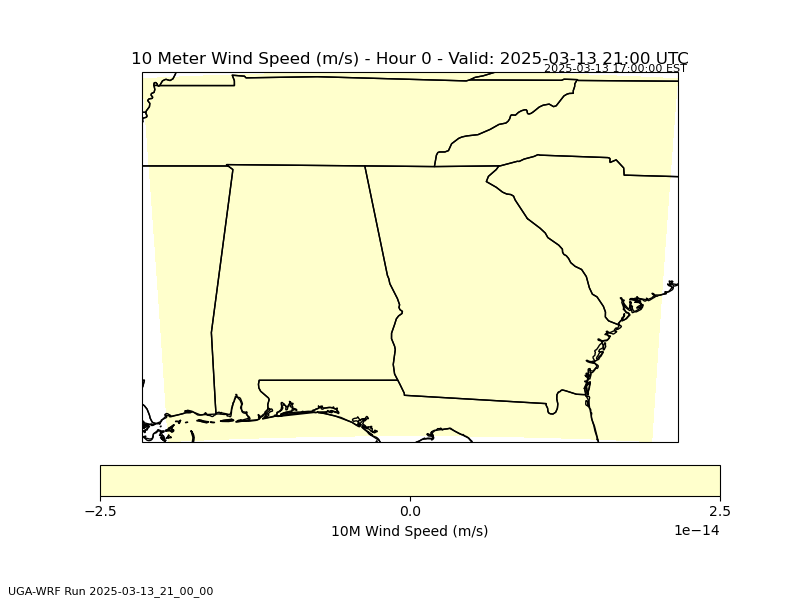 10 Meter Wind Speed (m/s) - Hour 0 - Valid: 2025-03-13 21:00 UTC
2025-03-13 17:00:00 EST
−2.5 0.0 2.5
1e−14
10M Wind Speed (m/s)
UGA-WRF Run 2025-03-13_21_00_00